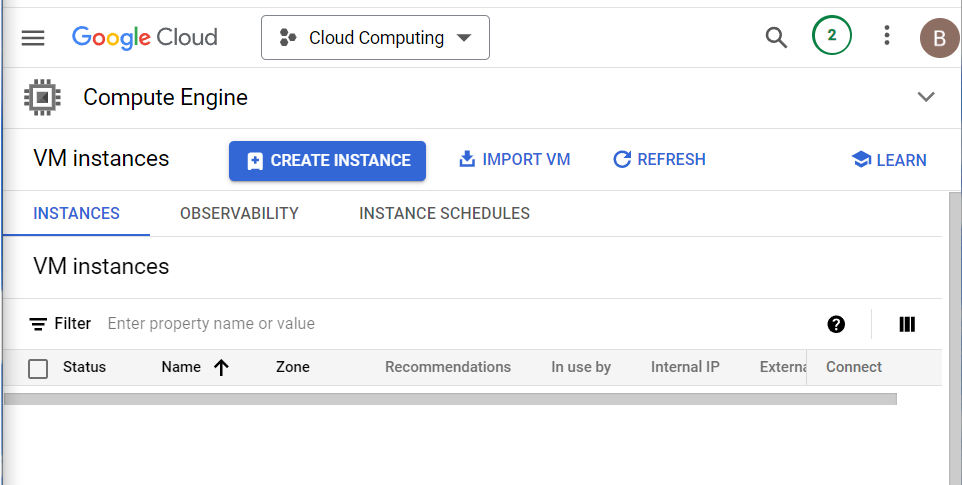 Google Cloud Cloud Computing 2 B
Compute Engine
VM instances CREATE INSTANCE IMPORT VM REFRESH LEARN
INSTANCES OBSERVABILITY INSTANCE SCHEDULES
VM instances
Filter Enter property name or value ?
Status Name Zone Recommendations In use by Internal IP Externa Connect